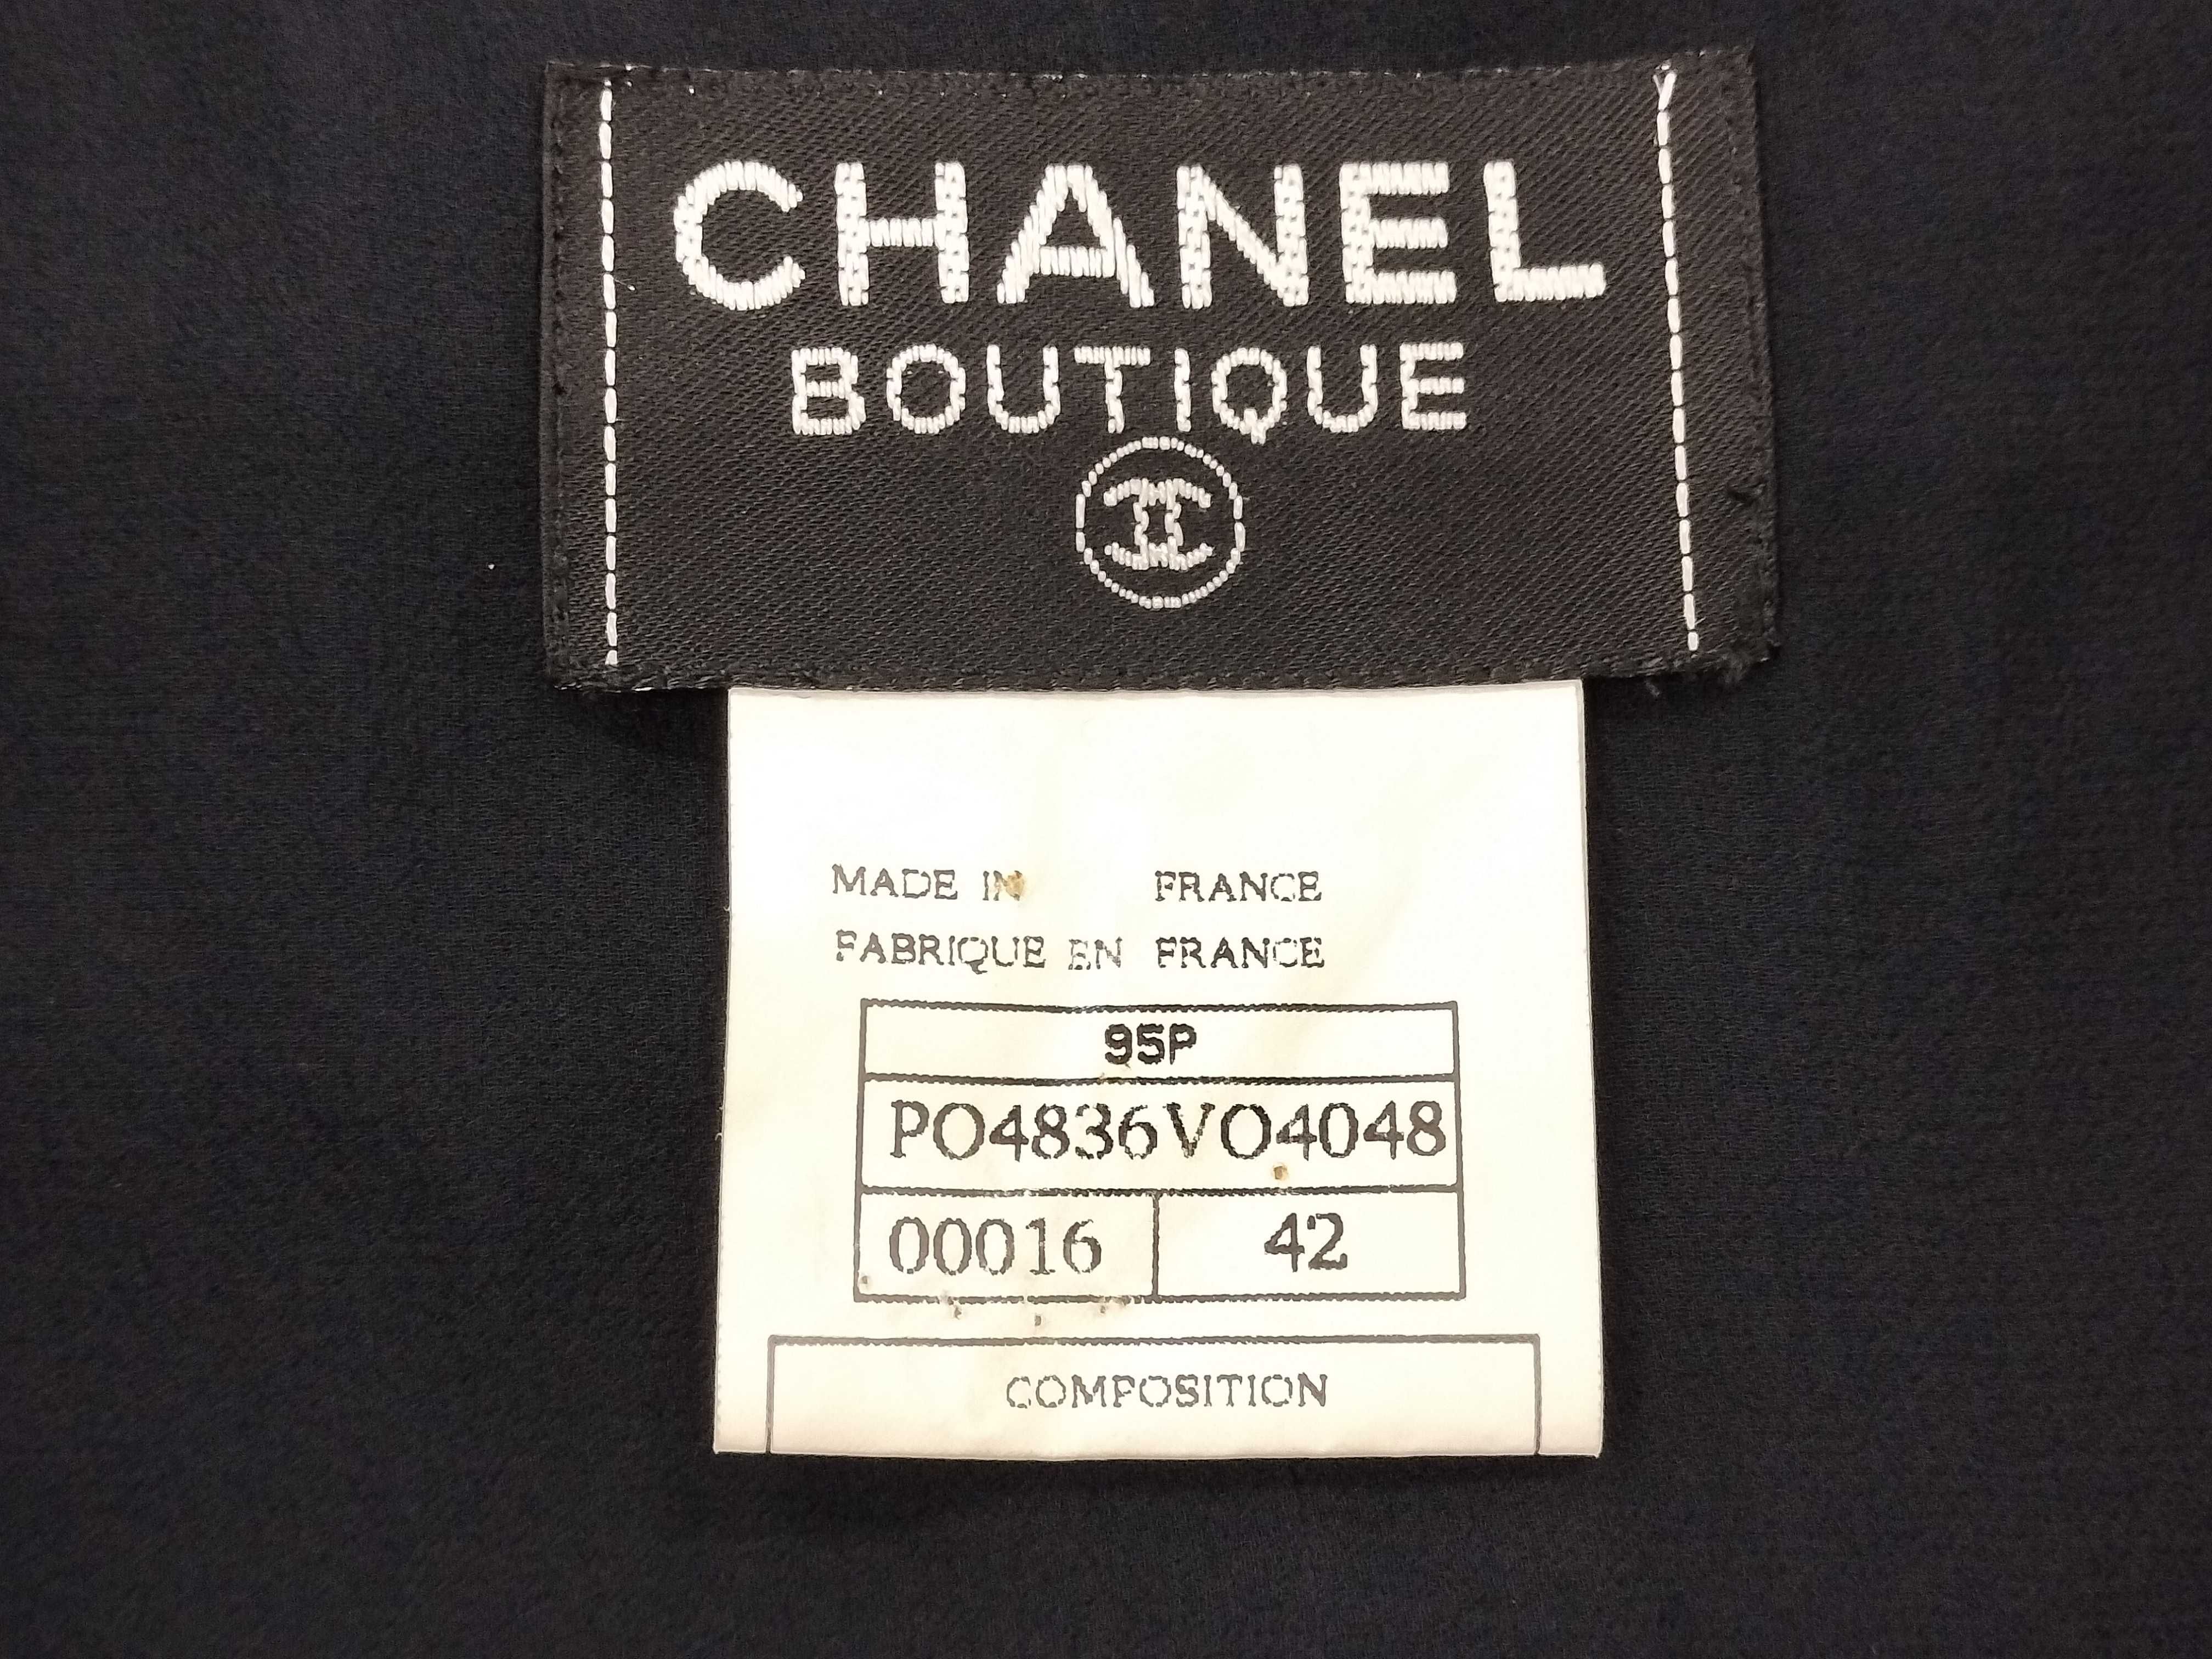 CHANEL
BOUTIQUE
MADE IN FRANCE
FABRIQUE EN FRANCE
95P
PO4836VO4048
00016 42
COMPOSITION